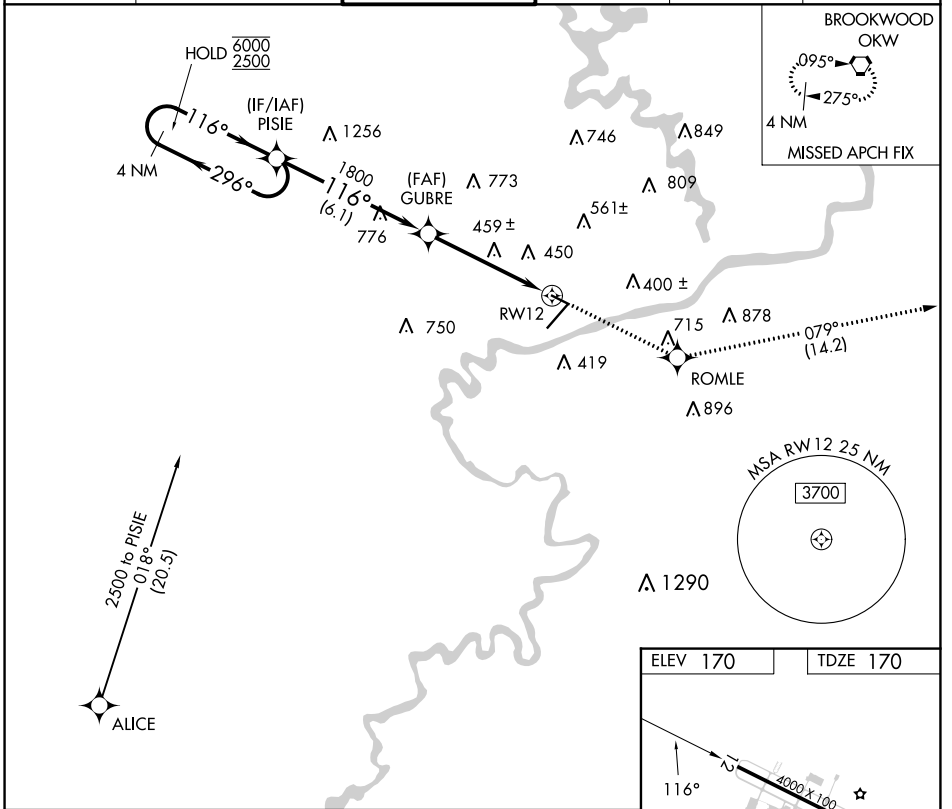 BROOKWOOD
OKW
095°
275°
4 NM
MISSED APCH FIX
HOLD 6000
2500
(IF/IAF)
PISIE
116°
296°
4 NM
1256
746
849
1800
116°
(6.1)
(FAF)
GUBRE
773
809
776
459 ±
561±
450
400 ±
RW12
750
715
878
079°
(14.2)
419
ROMLE
896
MSA RW12 25 NM
3700
2500 to PISIE
018°
(20.5)
1290
ALICE
ELEV 170
TDZE 170
116°
12
4000 X 100